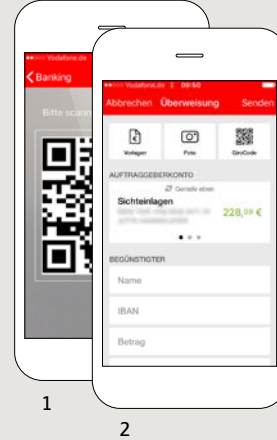 Vodafone.de
Banking
Bitte scann
1
Vodafone.de 09:50
Abbrechen Überweisung Senden
Vorlagen Foto GiroCode
AUFTRAGGEBERKONTO
Gerade eben
Sichteinlagen
228,09 €
BEGÜNSTIGTER
Name
IBAN
Betrag
2